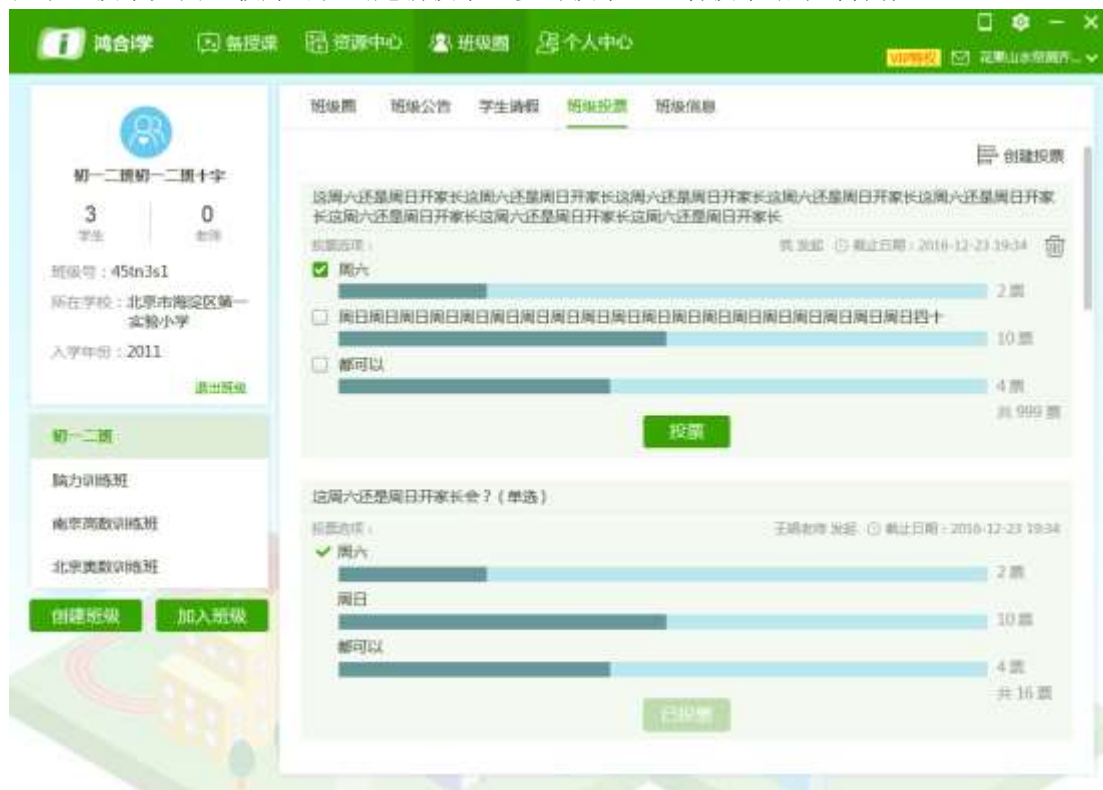 鸿合i学
备授课
资源中心
班级圈
个人中心
VIP特权
班级圈 班级公告 学生请假 班级投票 班级信息
创建投票
初一二班初一二班十字
3
学生
0
老师
班级号：45tn3s1
所在学校：北京市海淀区第一
实验小学
入学年份：2011
退出班级
初一二班
脑力训练班
南京高数训练班
北京奥数训练班
创建班级
加入班级
这周六还是周日开家长这周六还是周日开家长这周六还是周日开家长这周六还是周日开家长这周六还是周日开家
长这周六还是周日开家长这周六还是周日开家长这周六还是周日开家长
投票选项：
我 发起 截止日期：2016-12-23 19:34
周六
2 票
周日周日周日周日周日周日周日周日周日周日周日周日周日周日周日周日周日周日周日四十
10 票
都可以
4 票
共 999 票
投票
这周六还是周日开家长会？(单选)
投票选项：
发起 截止日期：2016-12-23 19:34
周六
2 票
周日
10 票
都可以
4 票
共 16 票
已投票